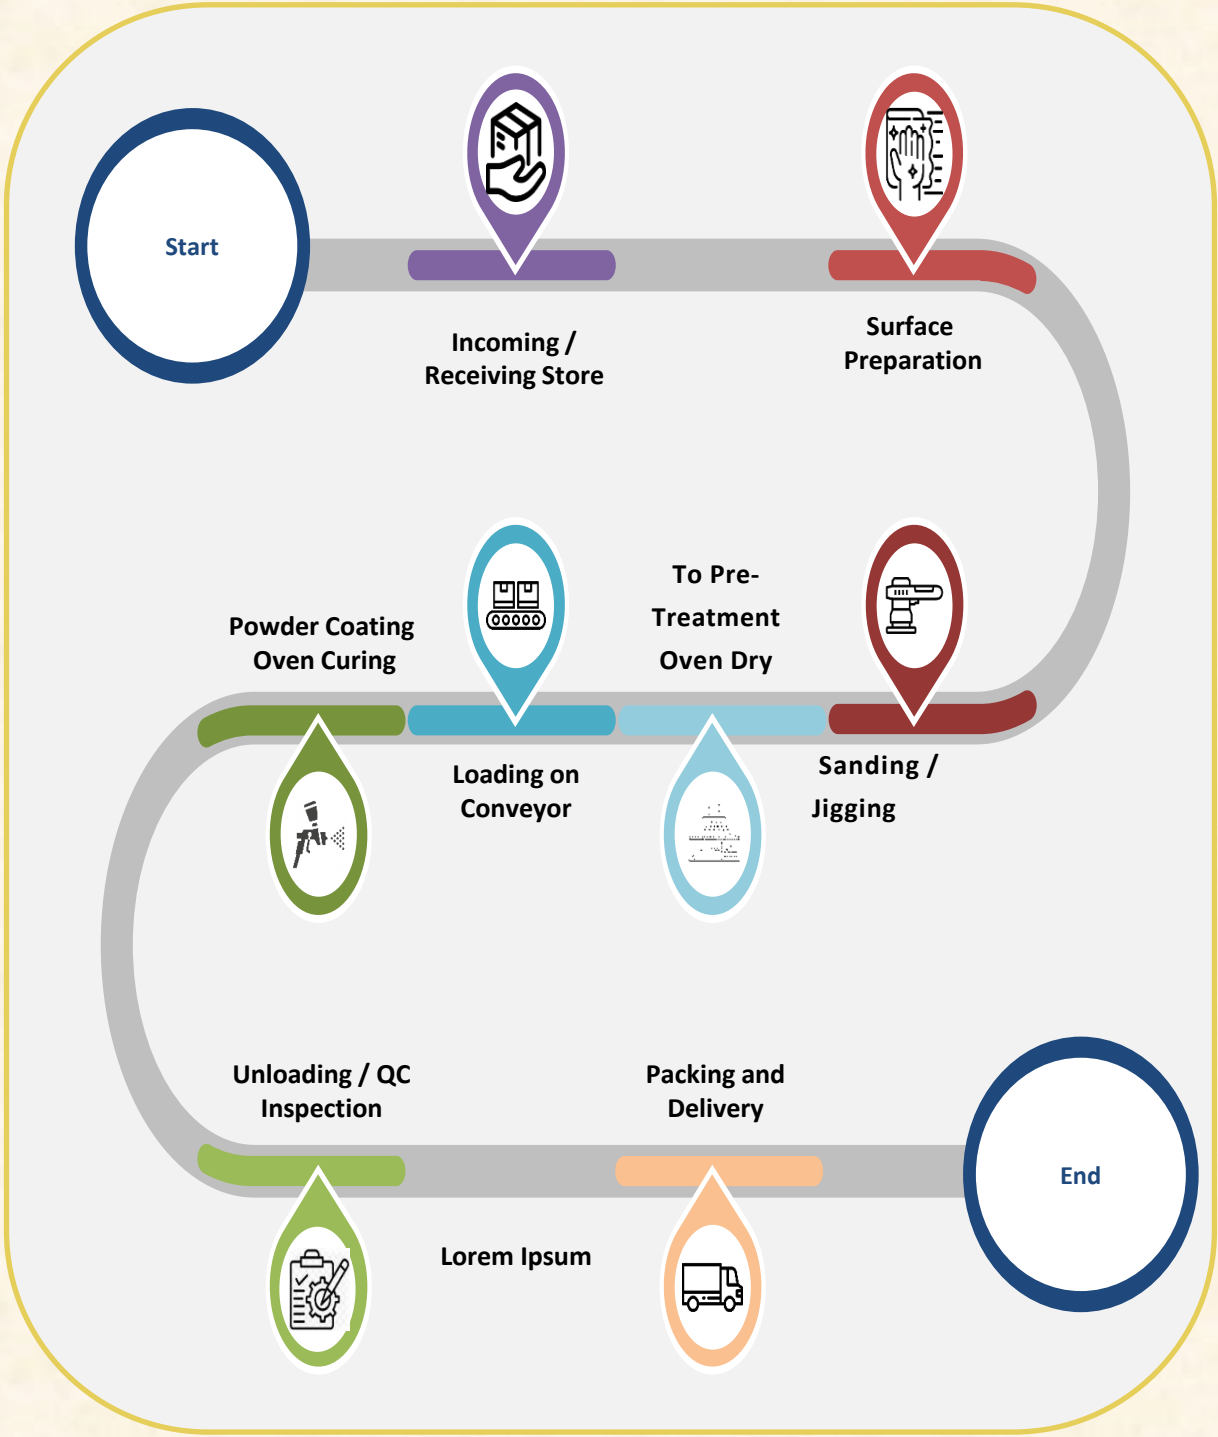 Start
Incoming /
Receiving Store
Surface
Preparation
Powder Coating
Oven Curing
To Pre-
Treatment
Oven Dry
Loading on
Conveyor
Sanding /
Jigging
Unloading / QC
Inspection
Packing and
Delivery
Lorem Ipsum
End